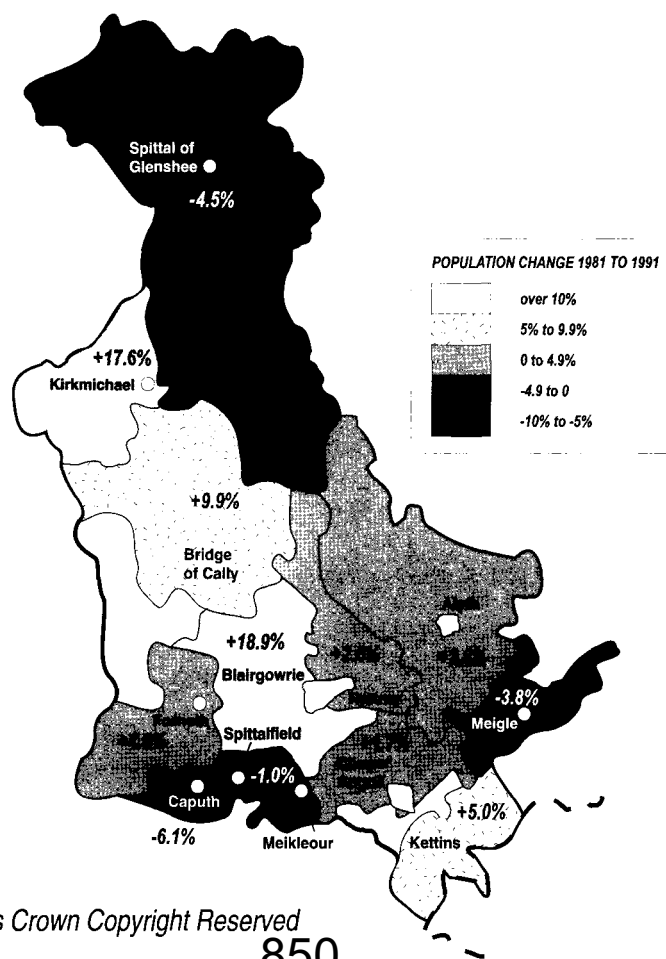 Spittal of
Glenshee
-4.5%
POPULATION CHANGE 1981 TO 1991
over 10%
5% to 9.9%
0 to 4.9%
-4.9 to 0
-10% to -5%
+17.6%
Kirkmichael
+9.9%
Bridge
of Cally
+18.9%
Blairgowrie
-3.8%
Meigle
Spittalfield
-1.0%
Caputh
+5.0%
-6.1%
Meikleour
Kettins
s Crown Copyright Reserved
850